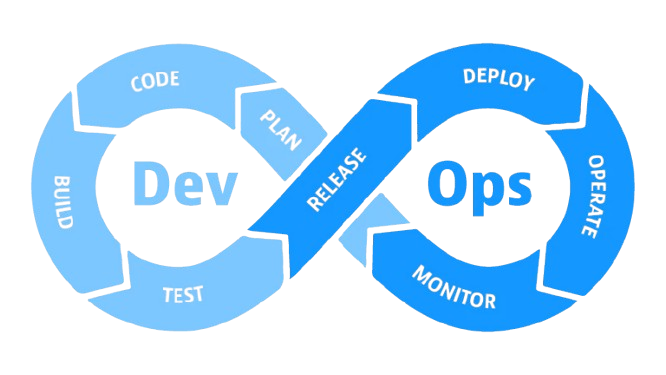 CODE
PLAN
DEPLOY
Dev
Ops
BUILD
RELEASE
OPERATE
TEST
MONITOR